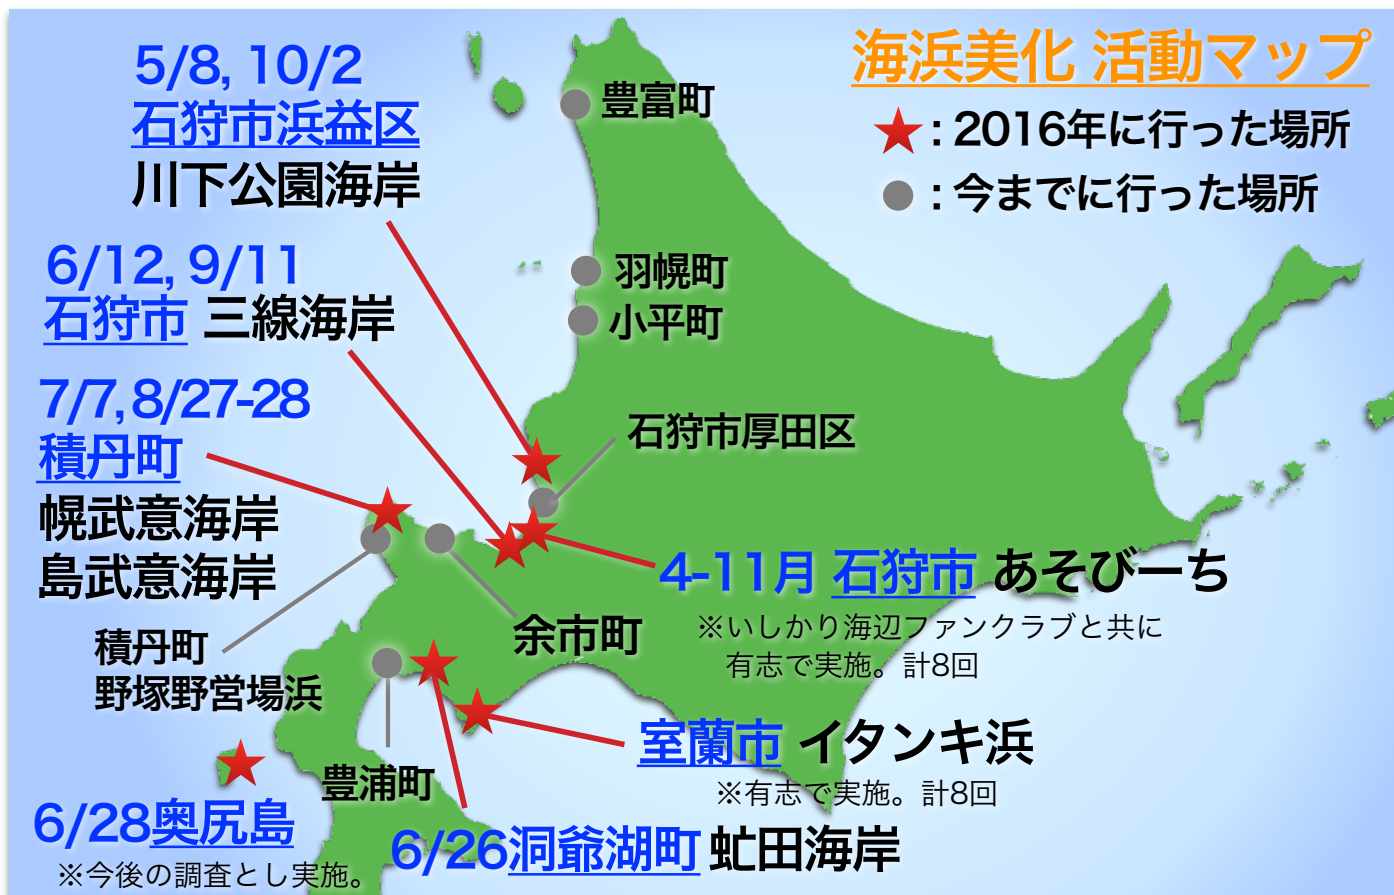 海浜美化 活動マップ
★ : 2016年に行った場所
● : 今までに行った場所
5/8, 10/2
石狩市浜益区
川下公園海岸
6/12, 9/11
石狩市 三線海岸
7/7, 8/27-28
積丹町
幌武意海岸
島武意海岸
積丹町
野塚野営場浜
6/28奥尻島
※今後の調査とし実施。
豊富町
羽幌町
小平町
石狩市厚田区
4-11月 石狩市 あそびーち
※いしかり海辺ファンクラブと共に
有志で実施。計8回
余市町
室蘭市 イタンキ浜
※有志で実施。計8回
豊浦町
6/26洞爺湖町 虻田海岸